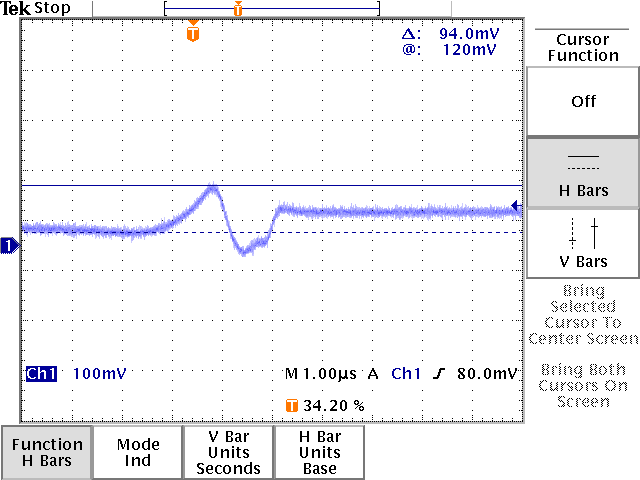 Tek Stop
T
T
Δ: 94.0mV
@: 120mV
Cursor
Function
Off
H Bars
V Bars
Bring
Selected
Cursor To
Center Screen
Bring Both
Cursors On
Screen
1
Ch1 100mV M 1.00µs A Ch1 ƒ 80.0mV
T 34.20 %
Function
H Bars
Mode
Ind
V Bar
Units
Seconds
H Bar
Units
Base